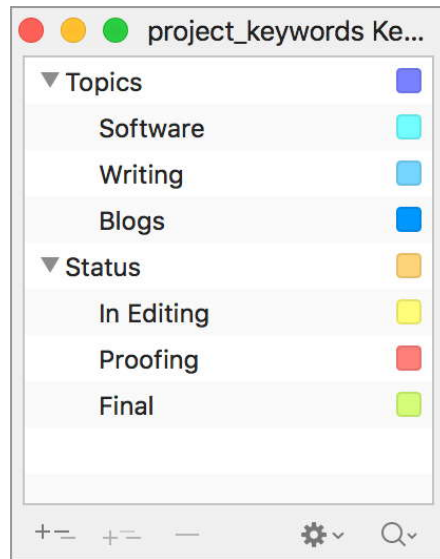 project_keywords Ke...
Topics
Software
Writing
Blogs
Status
In Editing
Proofing
Final